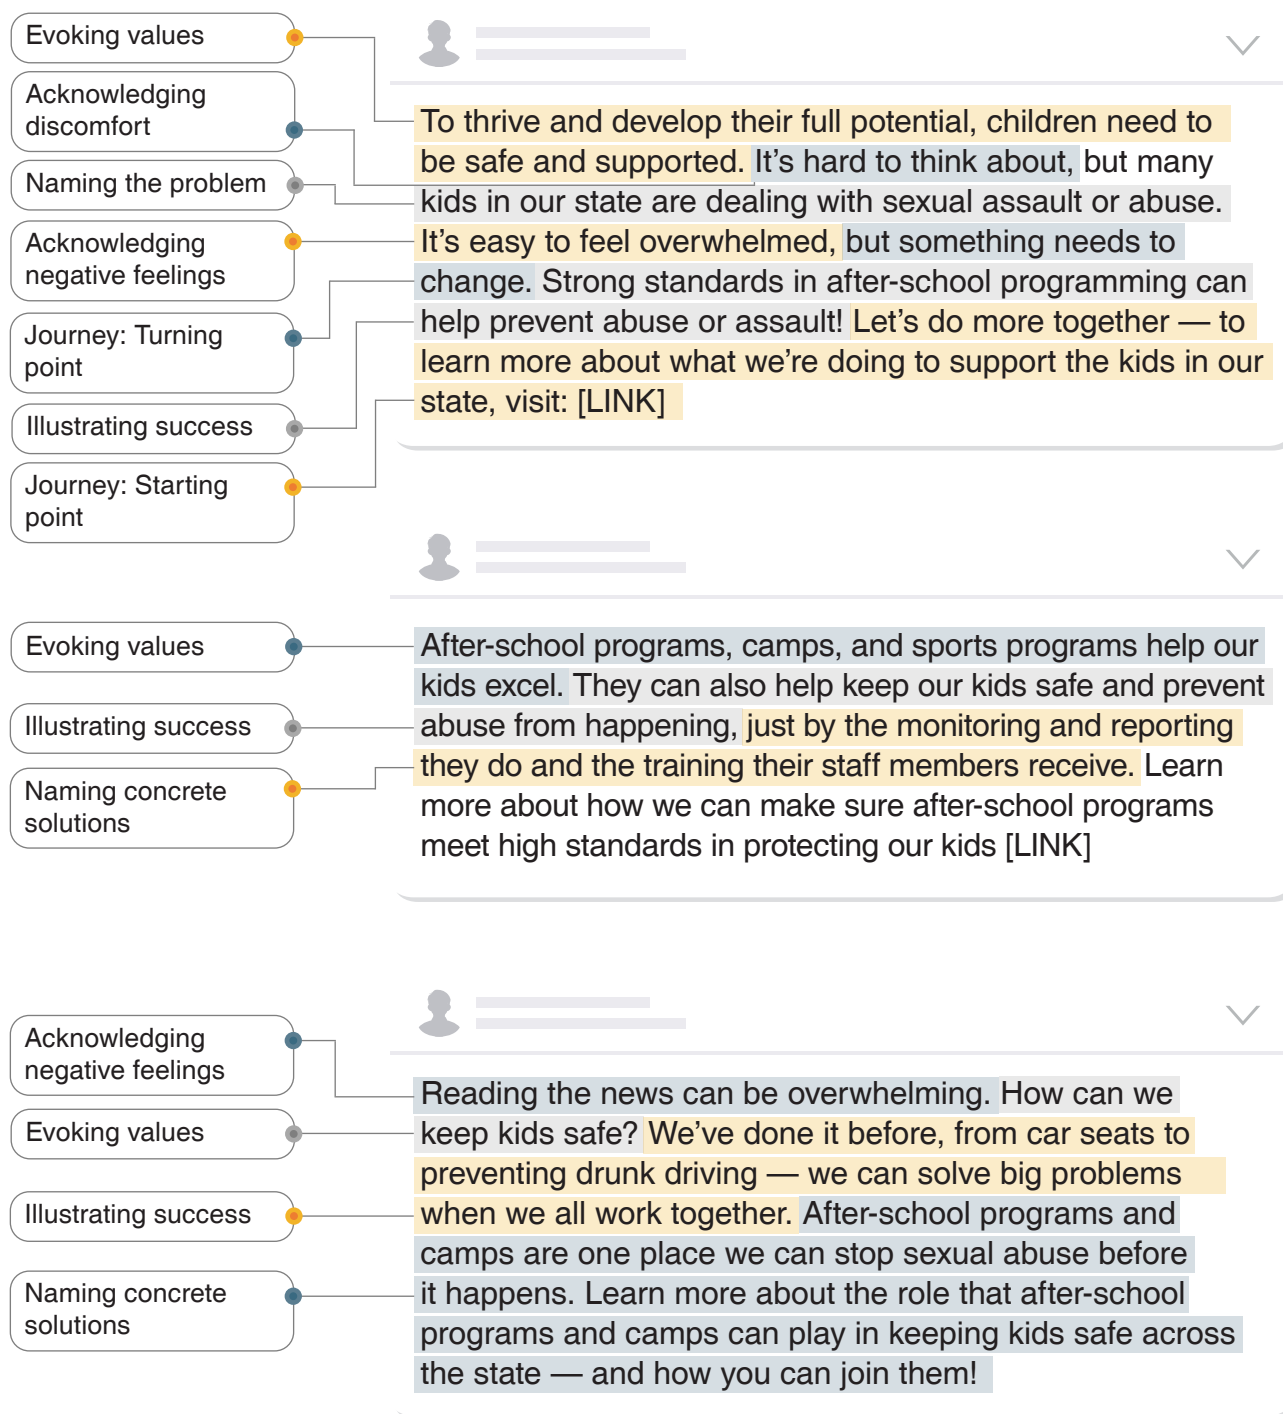 Evoking values
Acknowledging
discomfort
Naming the problem
Acknowledging
negative feelings
Journey: Turning
point
Illustrating success
Journey: Starting
point
To thrive and develop their full potential, children need to
be safe and supported. It’s hard to think about, but many
kids in our state are dealing with sexual assault or abuse.
It’s easy to feel overwhelmed, but something needs to
change. Strong standards in after-school programming can
help prevent abuse or assault! Let’s do more together — to
learn more about what we’re doing to support the kids in our
state, visit: [LINK]
Evoking values
Illustrating success
Naming concrete
solutions
After-school programs, camps, and sports programs help our
kids excel. They can also help keep our kids safe and prevent
abuse from happening, just by the monitoring and reporting
they do and the training their staff members receive. Learn
more about how we can make sure after-school programs
meet high standards in protecting our kids [LINK]
Acknowledging
negative feelings
Evoking values
Illustrating success
Naming concrete
solutions
Reading the news can be overwhelming. How can we
keep kids safe? We’ve done it before, from car seats to
preventing drunk driving — we can solve big problems
when we all work together. After-school programs and
camps are one place we can stop sexual abuse before
it happens. Learn more about the role that after-school
programs and camps can play in keeping kids safe across
the state — and how you can join them!